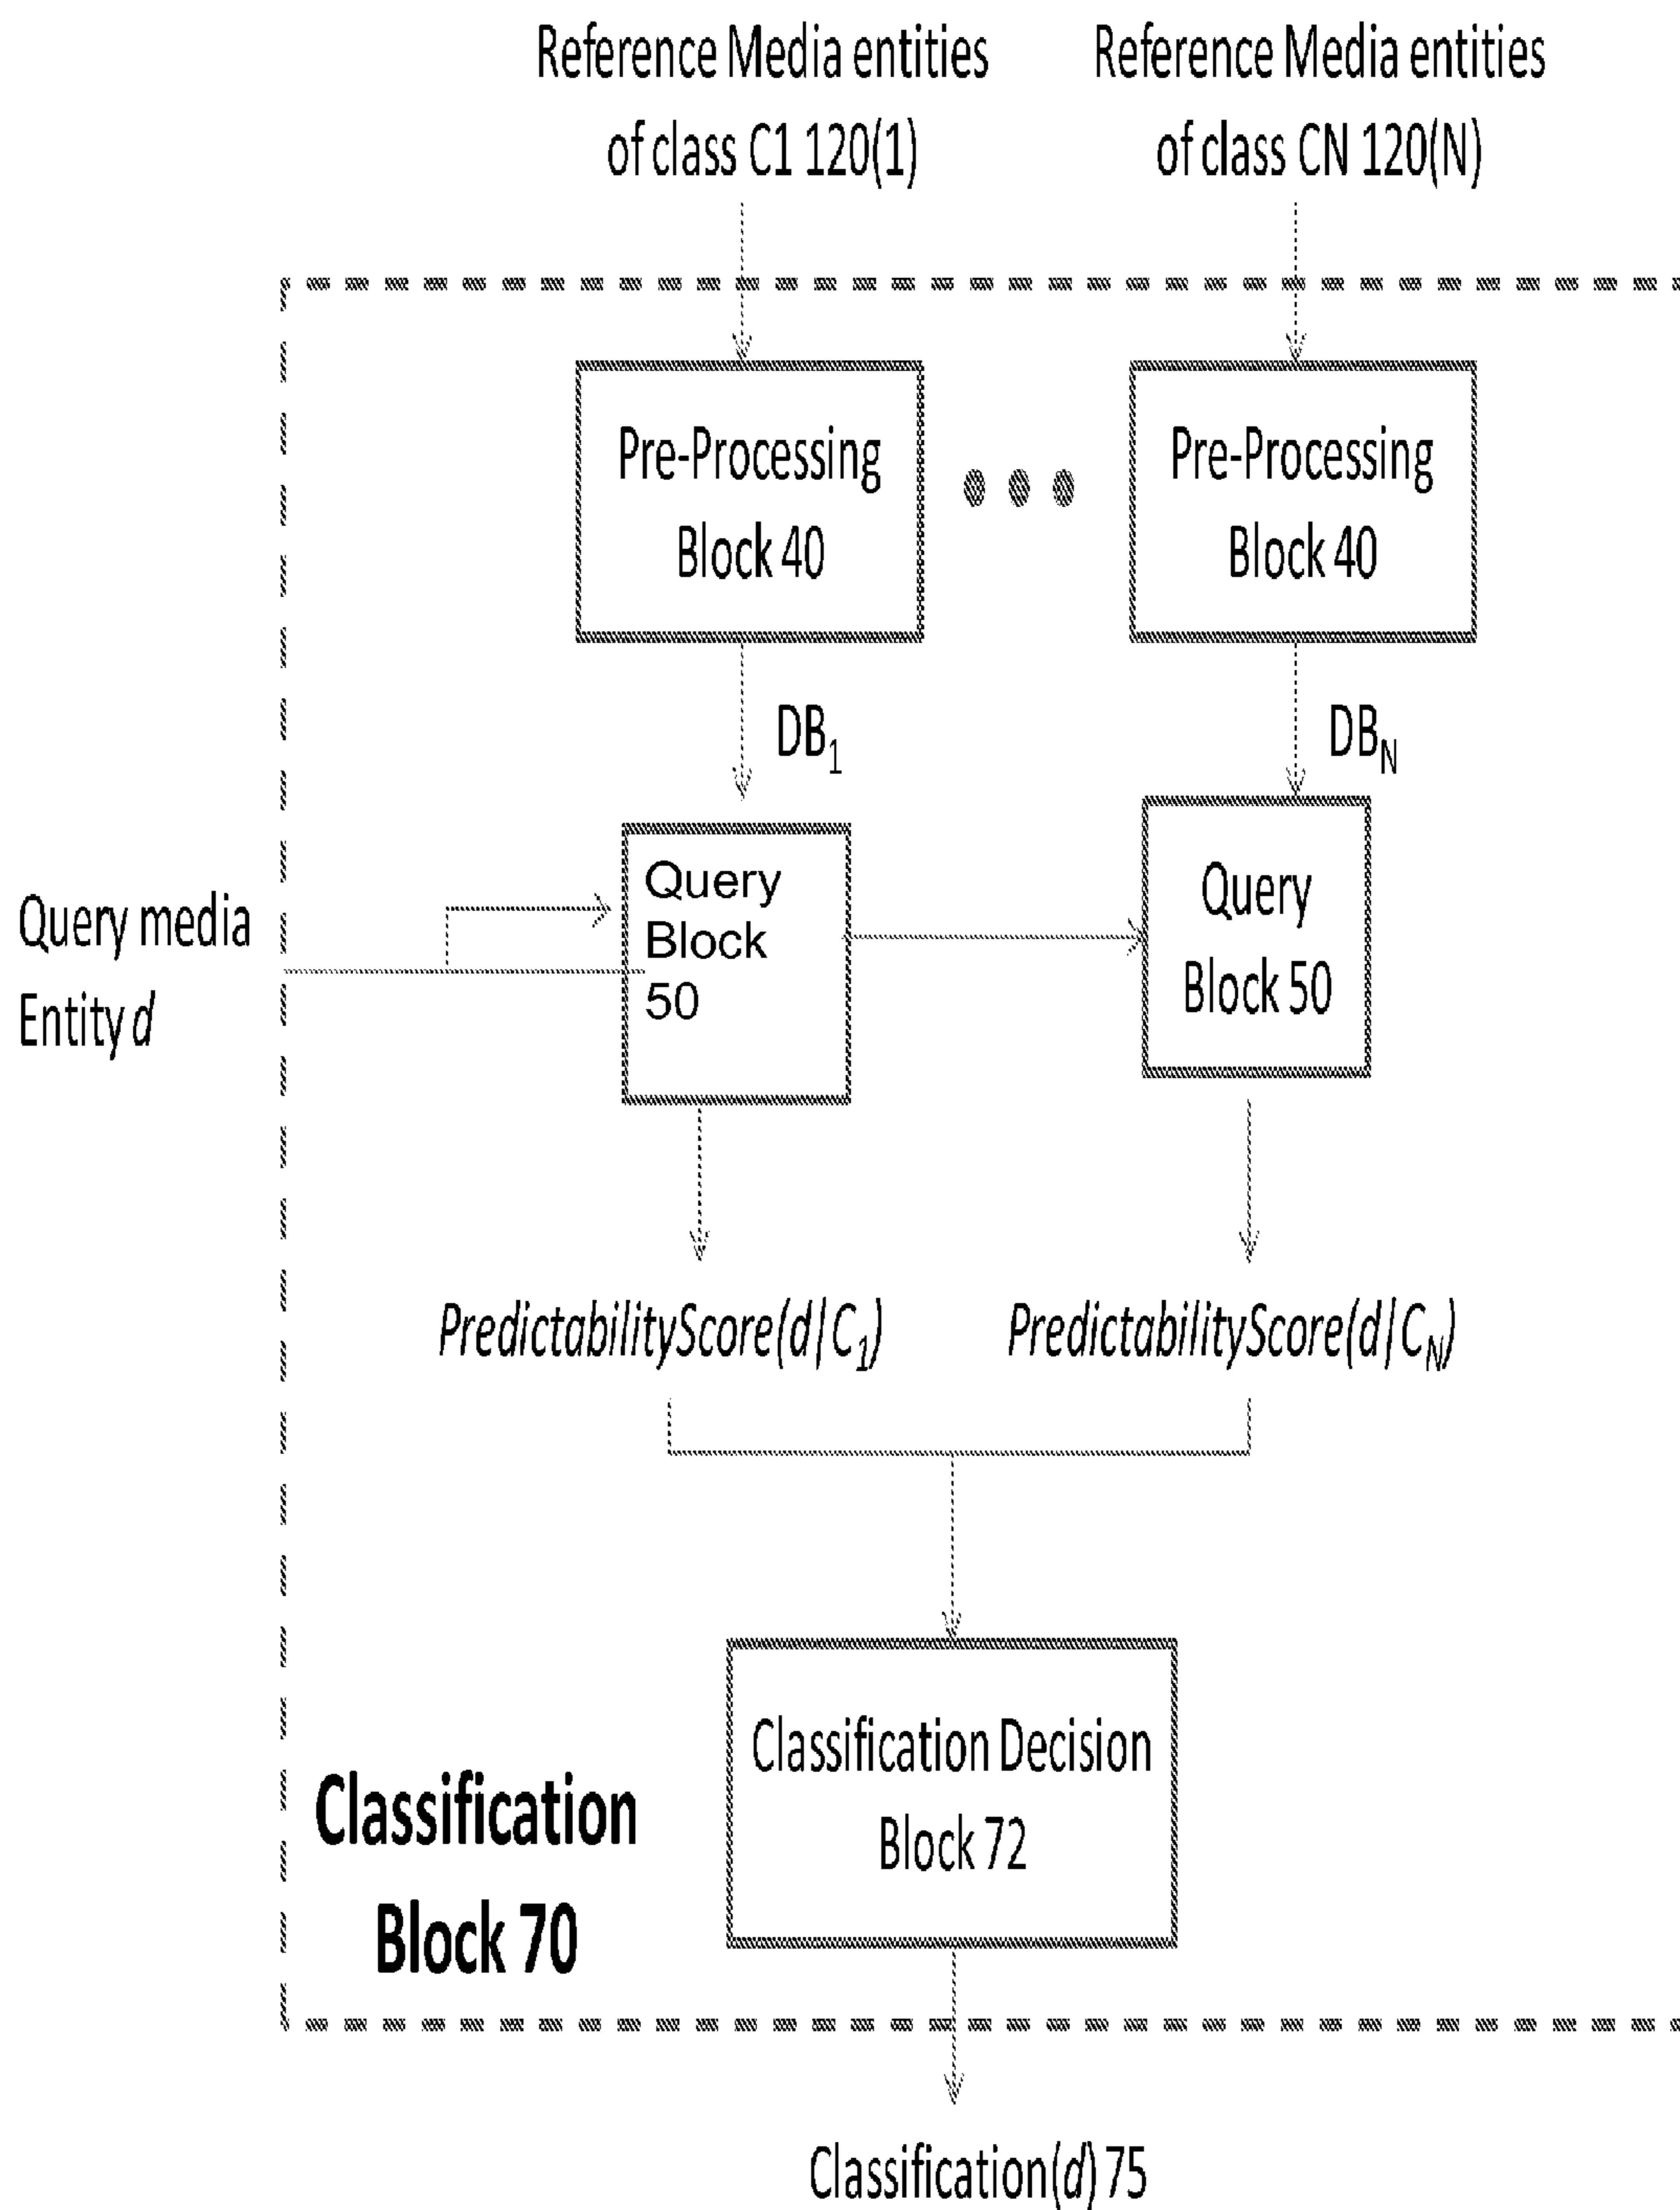 Reference Media entities
of class C1 120(1)
Reference Media entities
of class CN 120(N)
Pre-Processing
Block 40
Pre-Processing
Block 40
DB1
DBN
Query media
Entity d
Query
Block
50
Query
Block 50
PredictabilityScore(d|C1)
PredictabilityScore(d|CN)
Classification Decision
Block 72
Classification
Block 70
Classification(d) 75